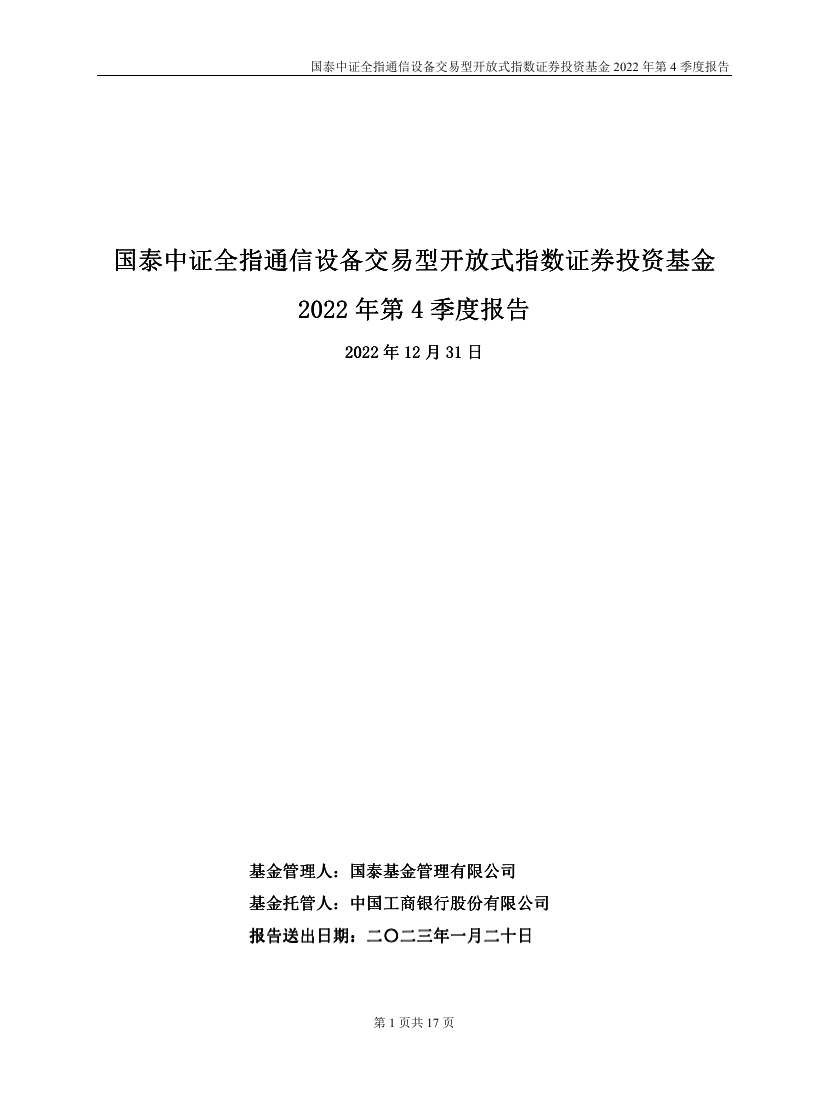 国泰中证全指通信设备交易型开放式指数证券投资基金 2022 年第 4 季度报告
国泰中证全指通信设备交易型开放式指数证券投资基金
2022 年第 4 季度报告
2022 年 12 月 31 日
基金管理人：国泰基金管理有限公司
基金托管人：中国工商银行股份有限公司
报告送出日期：二〇二三年一月二十日
第 1 页共 17 页